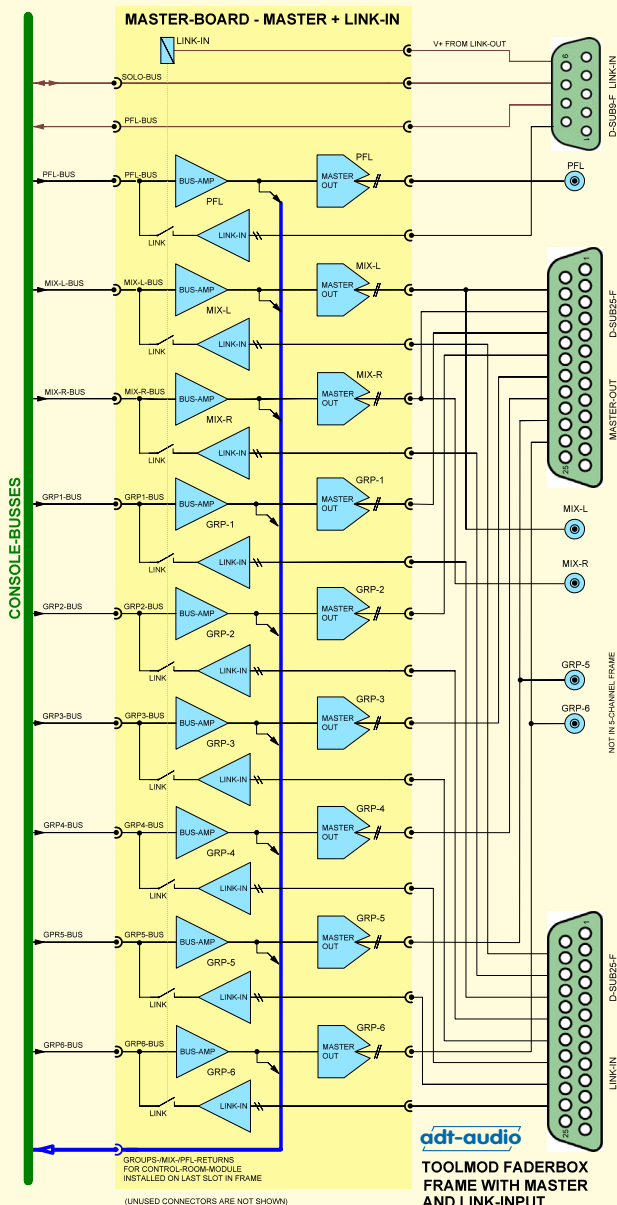 MASTER-BOARD - MASTER + LINK-IN
LINK-IN
V+ FROM LINK-OUT
6
1
D-SUB9-F LINK-IN
SOLO-BUS
PFL-BUS
PFL-BUS
PFL-BUS
BUS-AMP
PFL
PFL
MASTER
OUT
PFL
LINK
LINK-IN
MIX-L-BUS
MIX-L-BUS
BUS-AMP
MIX-L
MIX-L
MASTER
OUT
LINK
LINK-IN
1
25
D-SUB25-F
MASTER-OUT
MIX-R-BUS
MIX-R-BUS
BUS-AMP
MIX-R
MIX-R
MASTER
OUT
LINK
LINK-IN
CONSOLE-BUSSES
GRP1-BUS
GRP1-BUS
BUS-AMP
GRP-1
GRP-1
MASTER
OUT
LINK
LINK-IN
MIX-L
MIX-R
GRP2-BUS
GRP2-BUS
BUS-AMP
GRP-2
GRP-2
MASTER
OUT
LINK
LINK-IN
GRP-5
GRP-6
NOT IN 5-CHANNEL FRAME
GRP3-BUS
GRP3-BUS
BUS-AMP
GRP-3
GRP-3
MASTER
OUT
LINK
LINK-IN
GRP4-BUS
GRP4-BUS
BUS-AMP
GRP-4
GRP-4
MASTER
OUT
LINK
LINK-IN
GPR5-BUS
GRP5-BUS
BUS-AMP
GRP-5
GRP-5
MASTER
OUT
LINK
LINK-IN
1
25
D-SUB25-F
LINK-IN
GRP6-BUS
GRP6-BUS
BUS-AMP
GRP-6
GRP-6
MASTER
OUT
LINK
LINK-IN
GROUPS-/MIX-/PFL-RETURNS
FOR CONTROL-ROOM-MODULE
INSTALLED ON LAST SLOT IN FRAME
(UNUSED CONNECTORS ARE NOT SHOWN)
adt-audio
TOOLMOD FADERBOX
FRAME WITH MASTER
AND LINK-INPUT